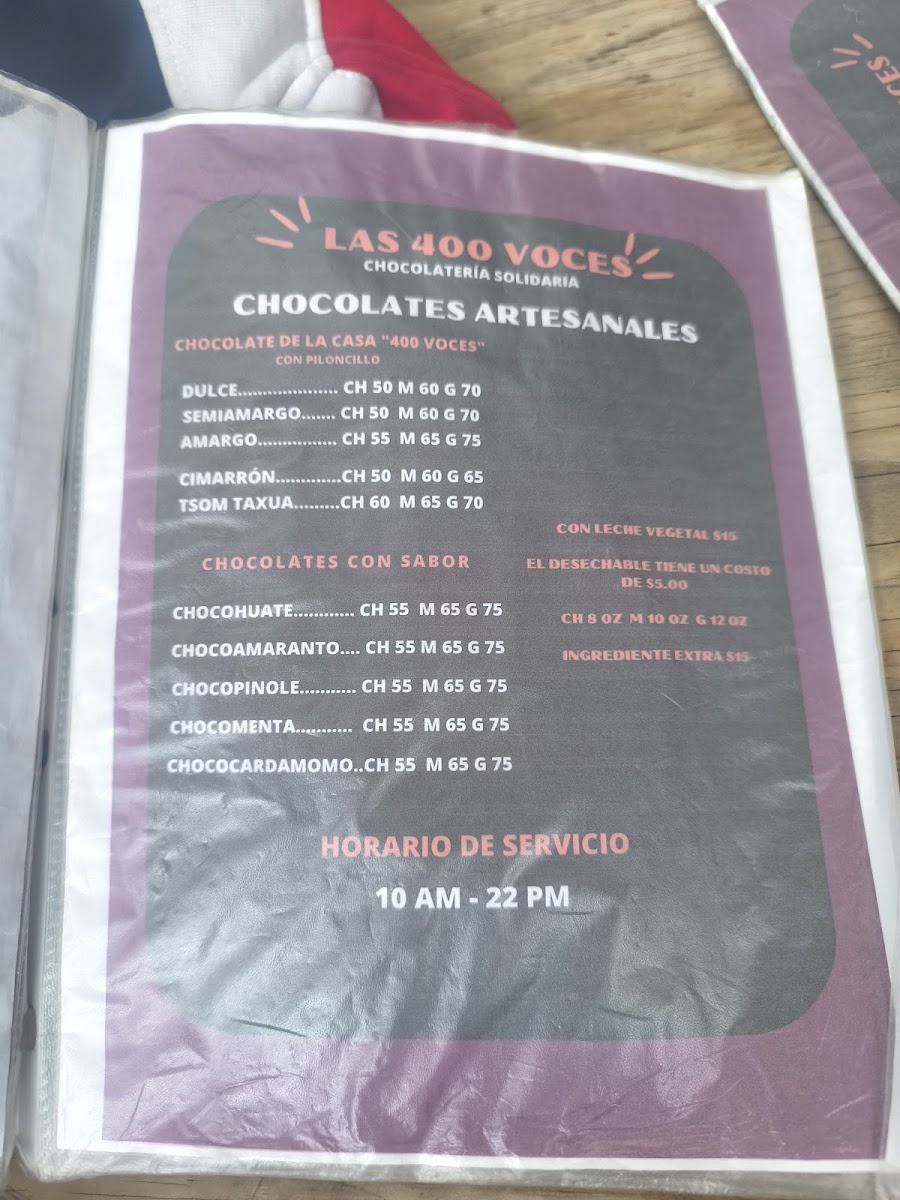 LAS 400 VOCES
CHOCOLATERÍA SOLIDARIA
CHOCOLATES ARTESANALES
CHOCOLATE DE LA CASA "400 VOCES"
CON PILONCILLO
DULCE................... CH 50 M 60 G 70
SEMIAMARGO....... CH 50 M 60 G 70
AMARGO................ CH 55 M 65 G 75
CIMARRÓN.............CH 50 M 60 G 65
TSOM TAXUA.........CH 60 M 65 G 70
CHOCOLATES CON SABOR
CHOCOHUATE............ CH 55 M 65 G 75
CHOCOAMARANTO.... CH 55 M 65 G 75
CHOCOPINOLE........... CH 55 M 65 G 75
CHOCOMENTA........... CH 55 M 65 G 75
CHOCOCARDAMOMO..CH 55 M 65 G 75
CON LECHE VEGETAL $15
EL DESECHABLE TIENE UN COSTO
DE $5.00
CH 8 OZ M 10 OZ G 12 OZ
INGREDIENTE EXTRA $15
HORARIO DE SERVICIO
10 AM - 22 PM